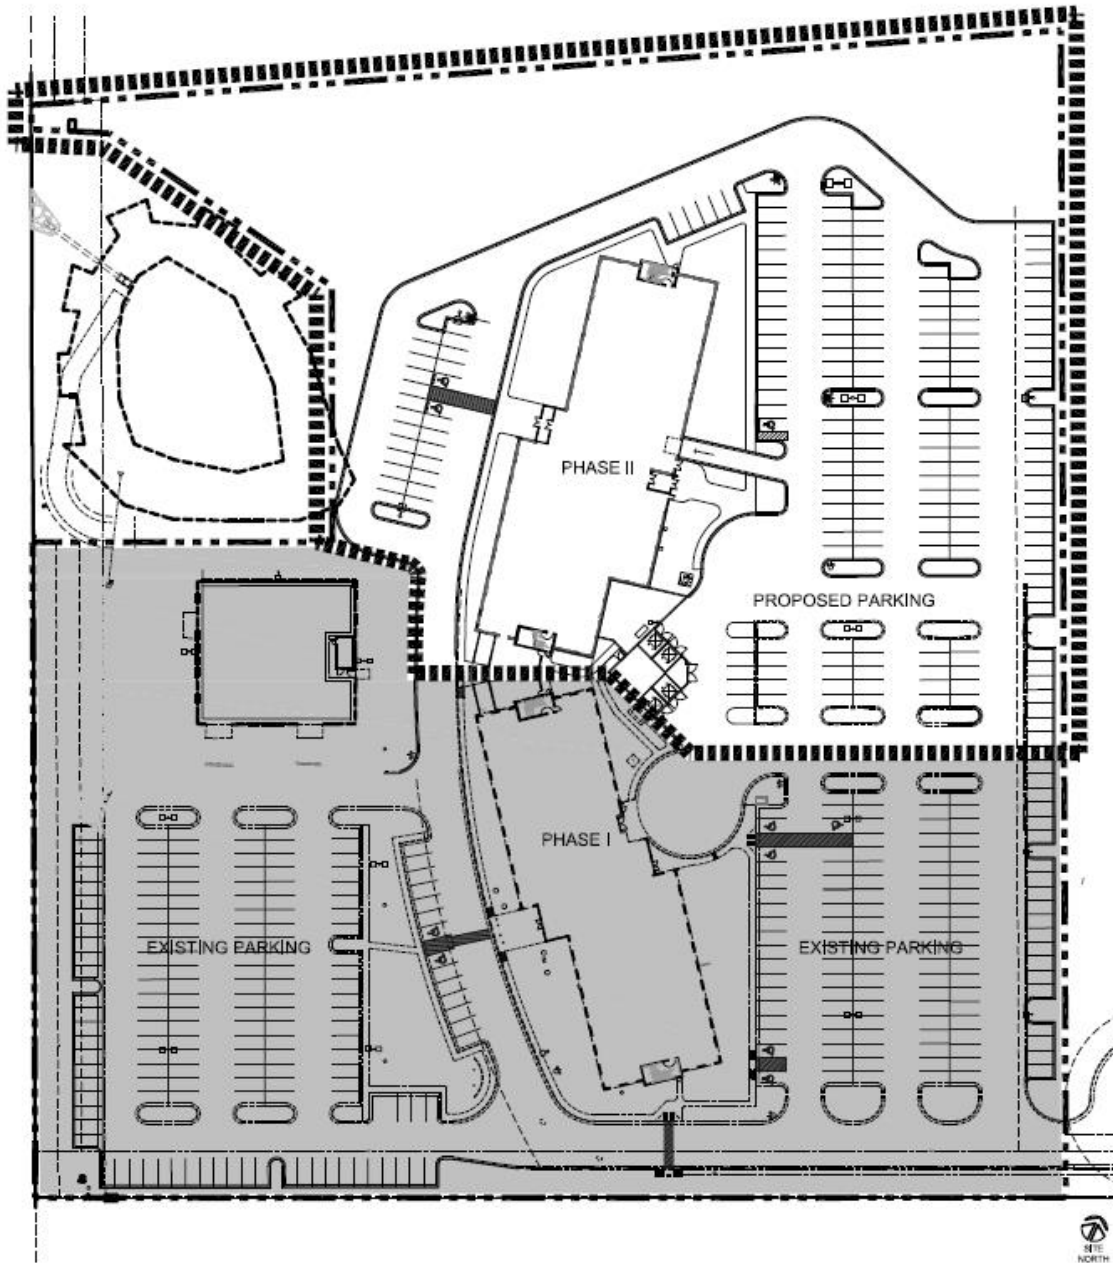 PHASE II
PROPOSED PARKING
PHASE I
EXISTING PARKING
EXISTING PARKING
SITE
NORTH